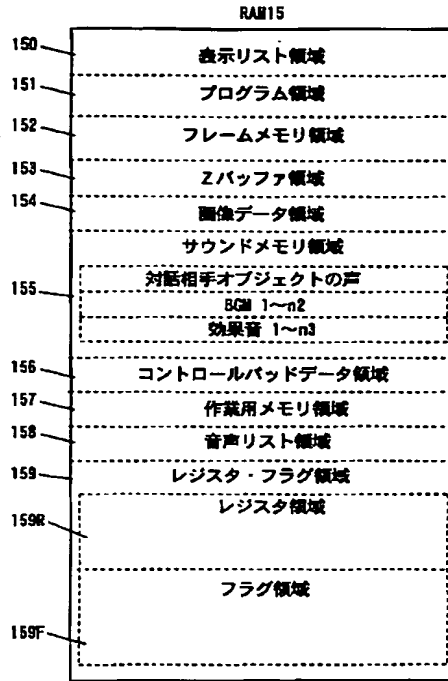 RAM15
150 表示リスト領域
151 プログラム領域
152 フレームメモリ領域
153 Zバッファ領域
154 画像データ領域
サウンドメモリ領域
対話相手オブジェクトの声
155 BGM 1〜n2
効果音 1〜n3
156 コントロールパッドデータ領域
157 作業用メモリ領域
158 音声リスト領域
159 レジスタ・フラグ領域
レジスタ領域
159R
フラグ領域
159F